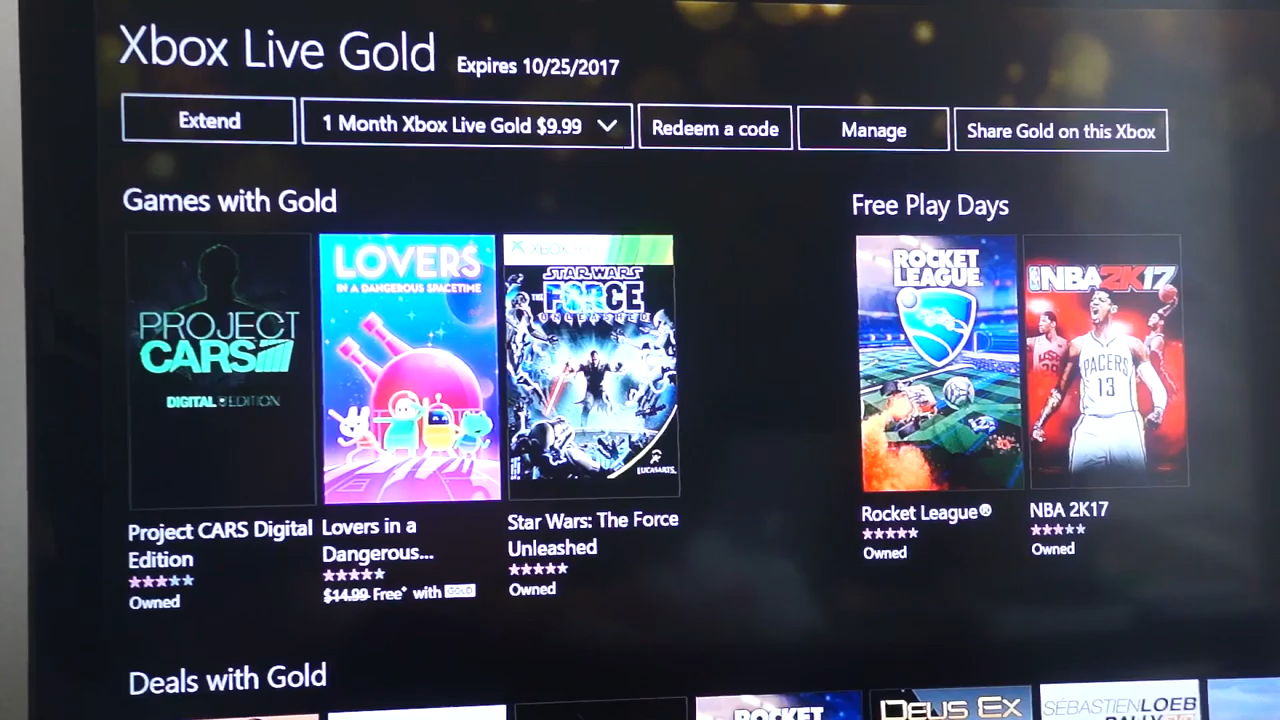 Xbox Live Gold Expires 10/25/2017
Extend
1 Month Xbox Live Gold $9.99
Redeem a code
Manage
Share Gold on this Xbox
Games with Gold
PROJECT
CARS
DIGITAL EDITION
Project CARS Digital
Edition
Owned
LOVERS
IN A DANGEROUS SPACETIME
Lovers in a
Dangerous...
$14.99 Free* with GOLD
STAR WARS
THE FORCE
UNLEASHED
LUCASARTS
Star Wars: The Force
Unleashed
Owned
Free Play Days
ROCKET
LEAGUE
Rocket League®
Owned
NBA 2K17
PACERS
13
NBA 2K17
Owned
Deals with Gold
ROCKET
DEUS EX
SÉBASTIEN LOEB